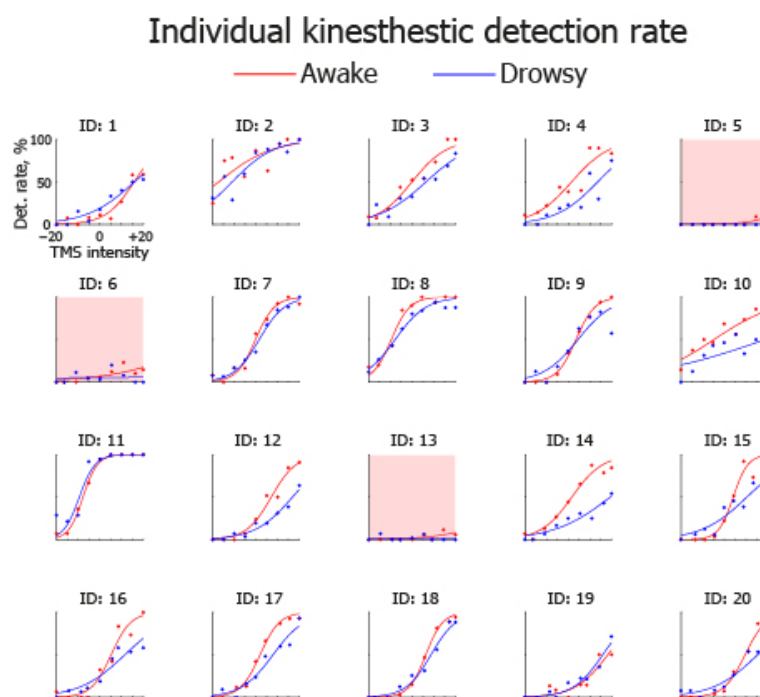 Individual kinesthestic detection rate
Awake Drowsy
ID: 1 ID: 2 ID: 3 ID: 4 ID: 5
Det. rate, %
100
50
0
−20 0 +20
TMS intensity
ID: 6 ID: 7 ID: 8 ID: 9 ID: 10
ID: 11 ID: 12 ID: 13 ID: 14 ID: 15
ID: 16 ID: 17 ID: 18 ID: 19 ID: 20